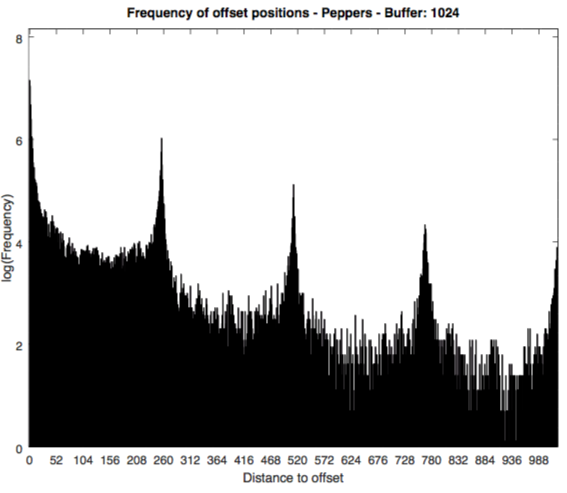 Frequency of offset positions - Peppers - Buffer: 1024
8
6
4
2
0
log(Frequency)
0 52 104 156 208 260 312 364 416 468 520 572 624 676 728 780 832 884 936 988
Distance to offset